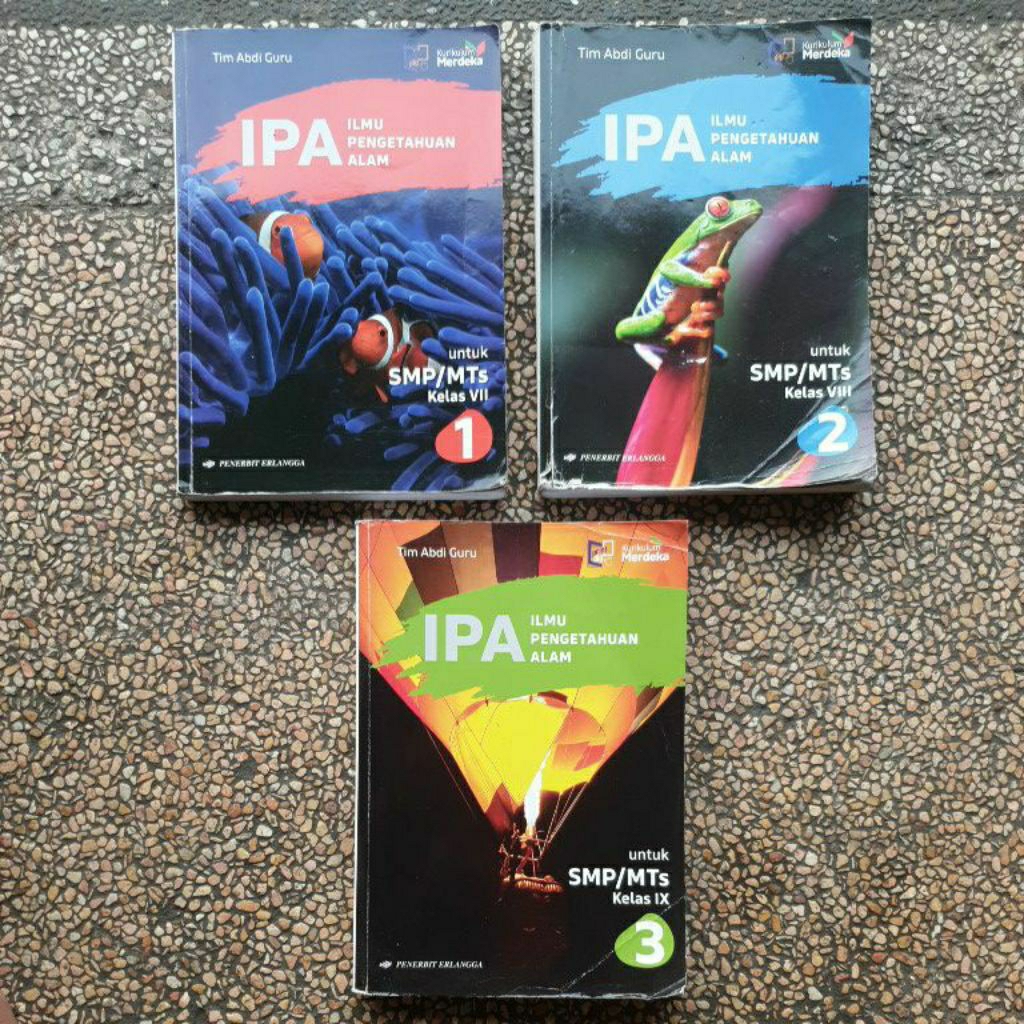 Tim Abdi Guru
Kurikulum
Merdeka
IPA
ILMU
PENGETAHUAN
ALAM
untuk
SMP/MTs
Kelas VII
1
PENERBIT ERLANGGA
Tim Abdi Guru
Kurikulum
Merdeka
IPA
ILMU
PENGETAHUAN
ALAM
untuk
SMP/MTs
Kelas VIII
2
PENERBIT ERLANGGA
Tim Abdi Guru
Kurikulum
Merdeka
IPA
ILMU
PENGETAHUAN
ALAM
untuk
SMP/MTs
Kelas IX
3
PENERBIT ERLANGGA